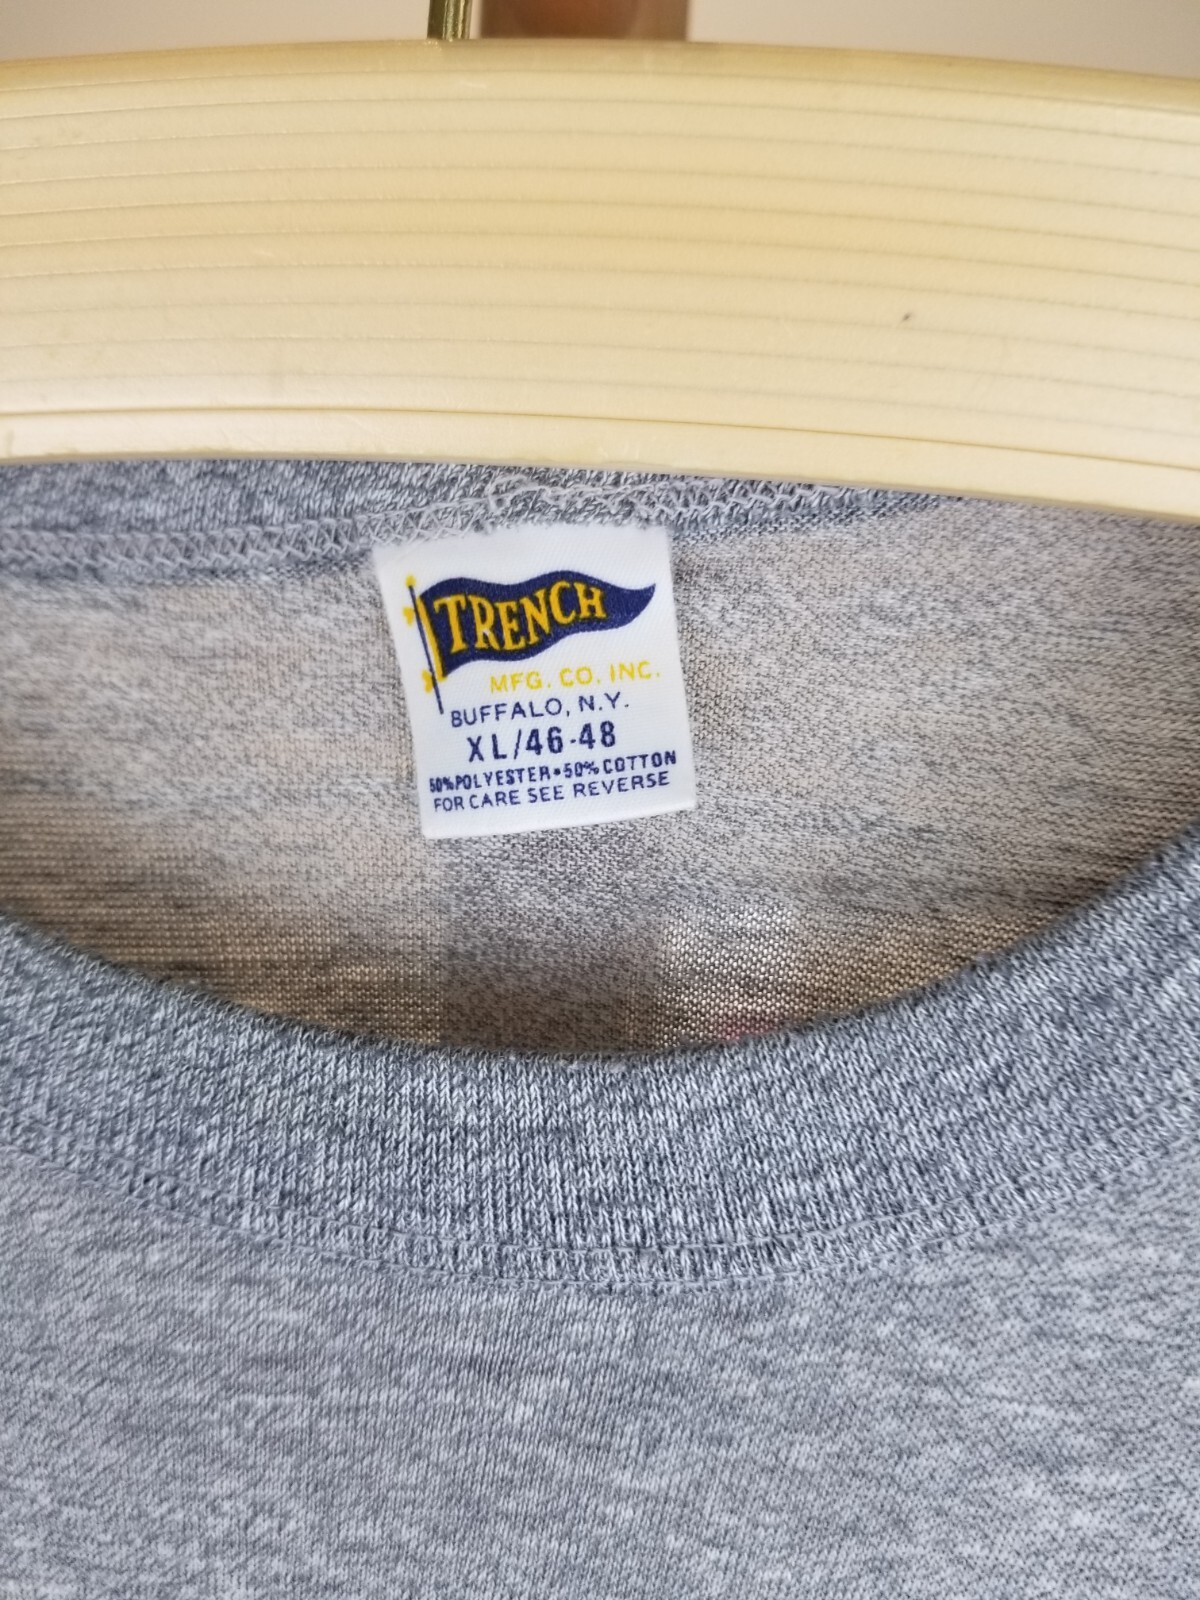 TRENCH
MFG. CO. INC.
BUFFALO, N.Y.
XL/46-48
50%POLYESTER•50%COTTON
FOR CARE SEE REVERSE